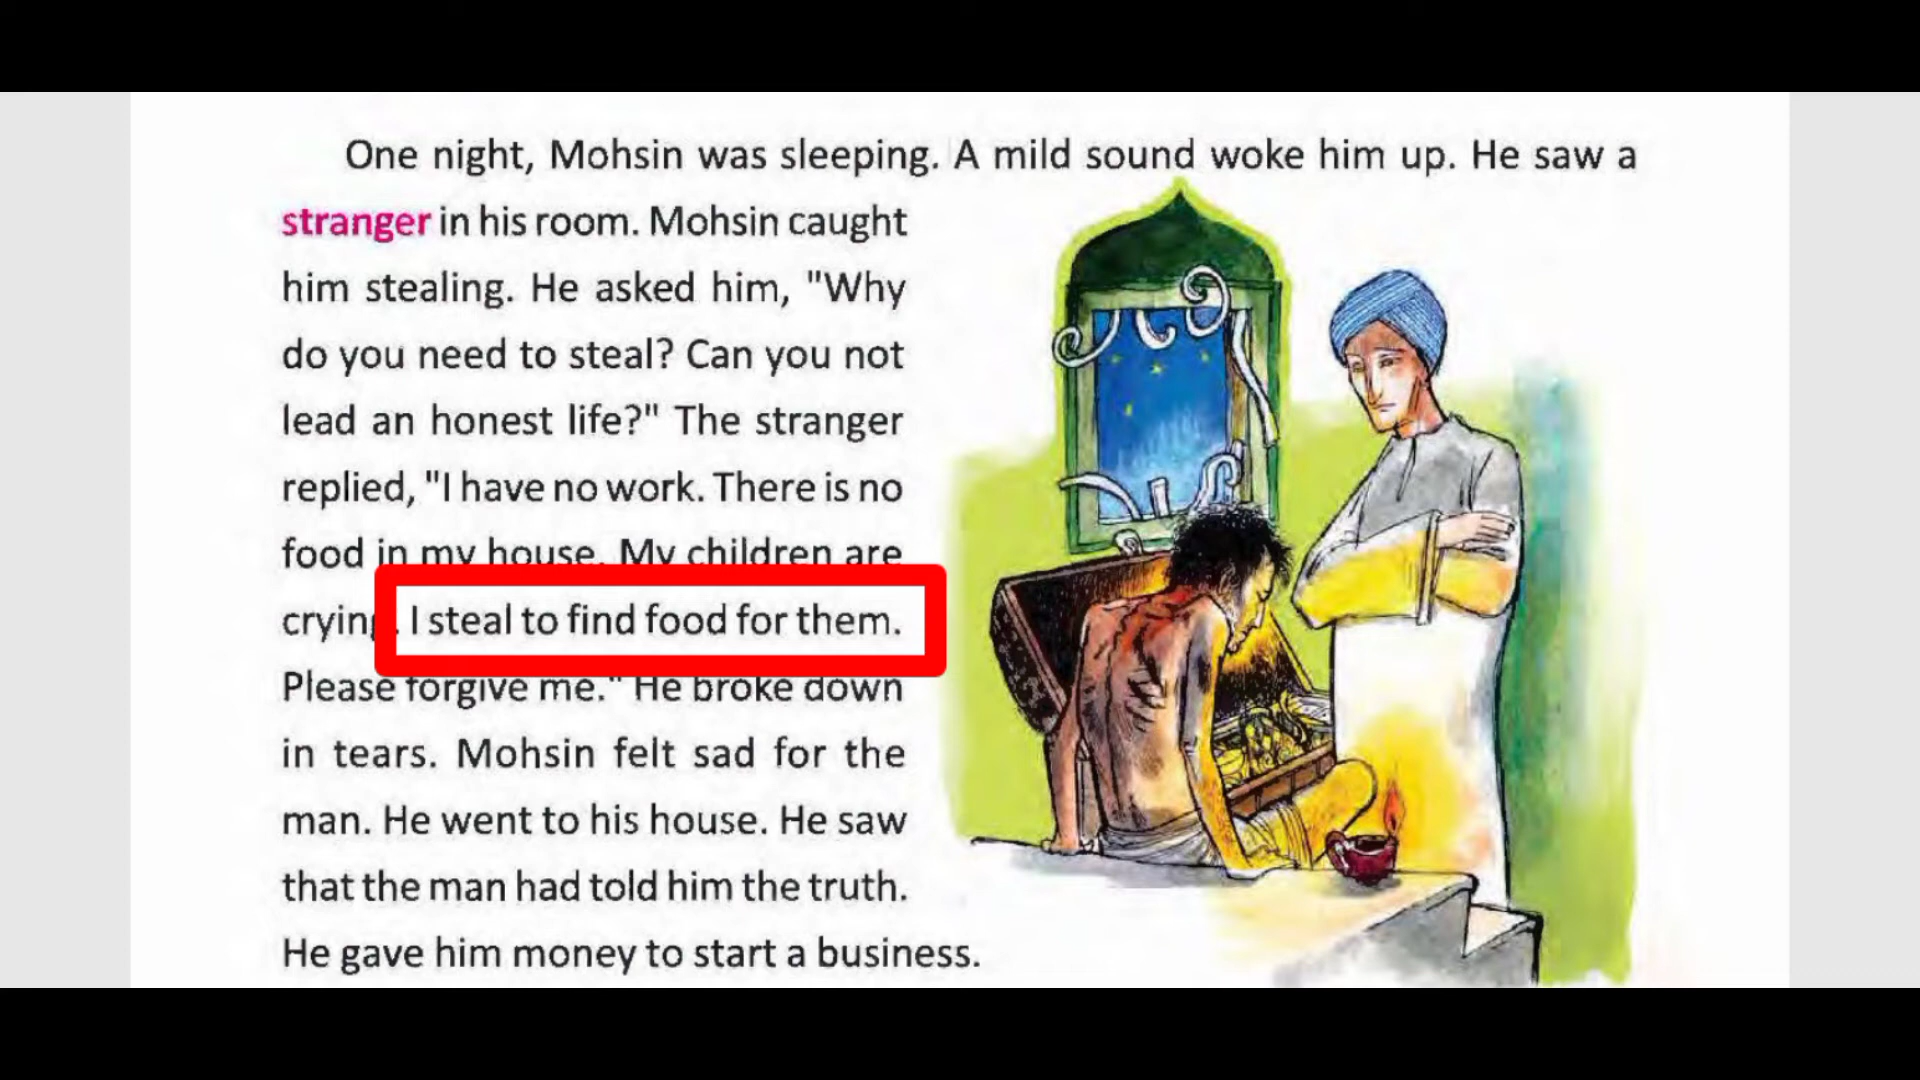 One night, Mohsin was sleeping. A mild sound woke him up. He saw a
stranger in his room. Mohsin caught
him stealing. He asked him, "Why
do you need to steal? Can you not
lead an honest life?" The stranger
replied, "I have no work. There is no
food in my house. My children are
crying. I steal to find food for them.
Please forgive me." He broke down
in tears. Mohsin felt sad for the
man. He went to his house. He saw
that the man had told him the truth.
He gave him money to start a business.